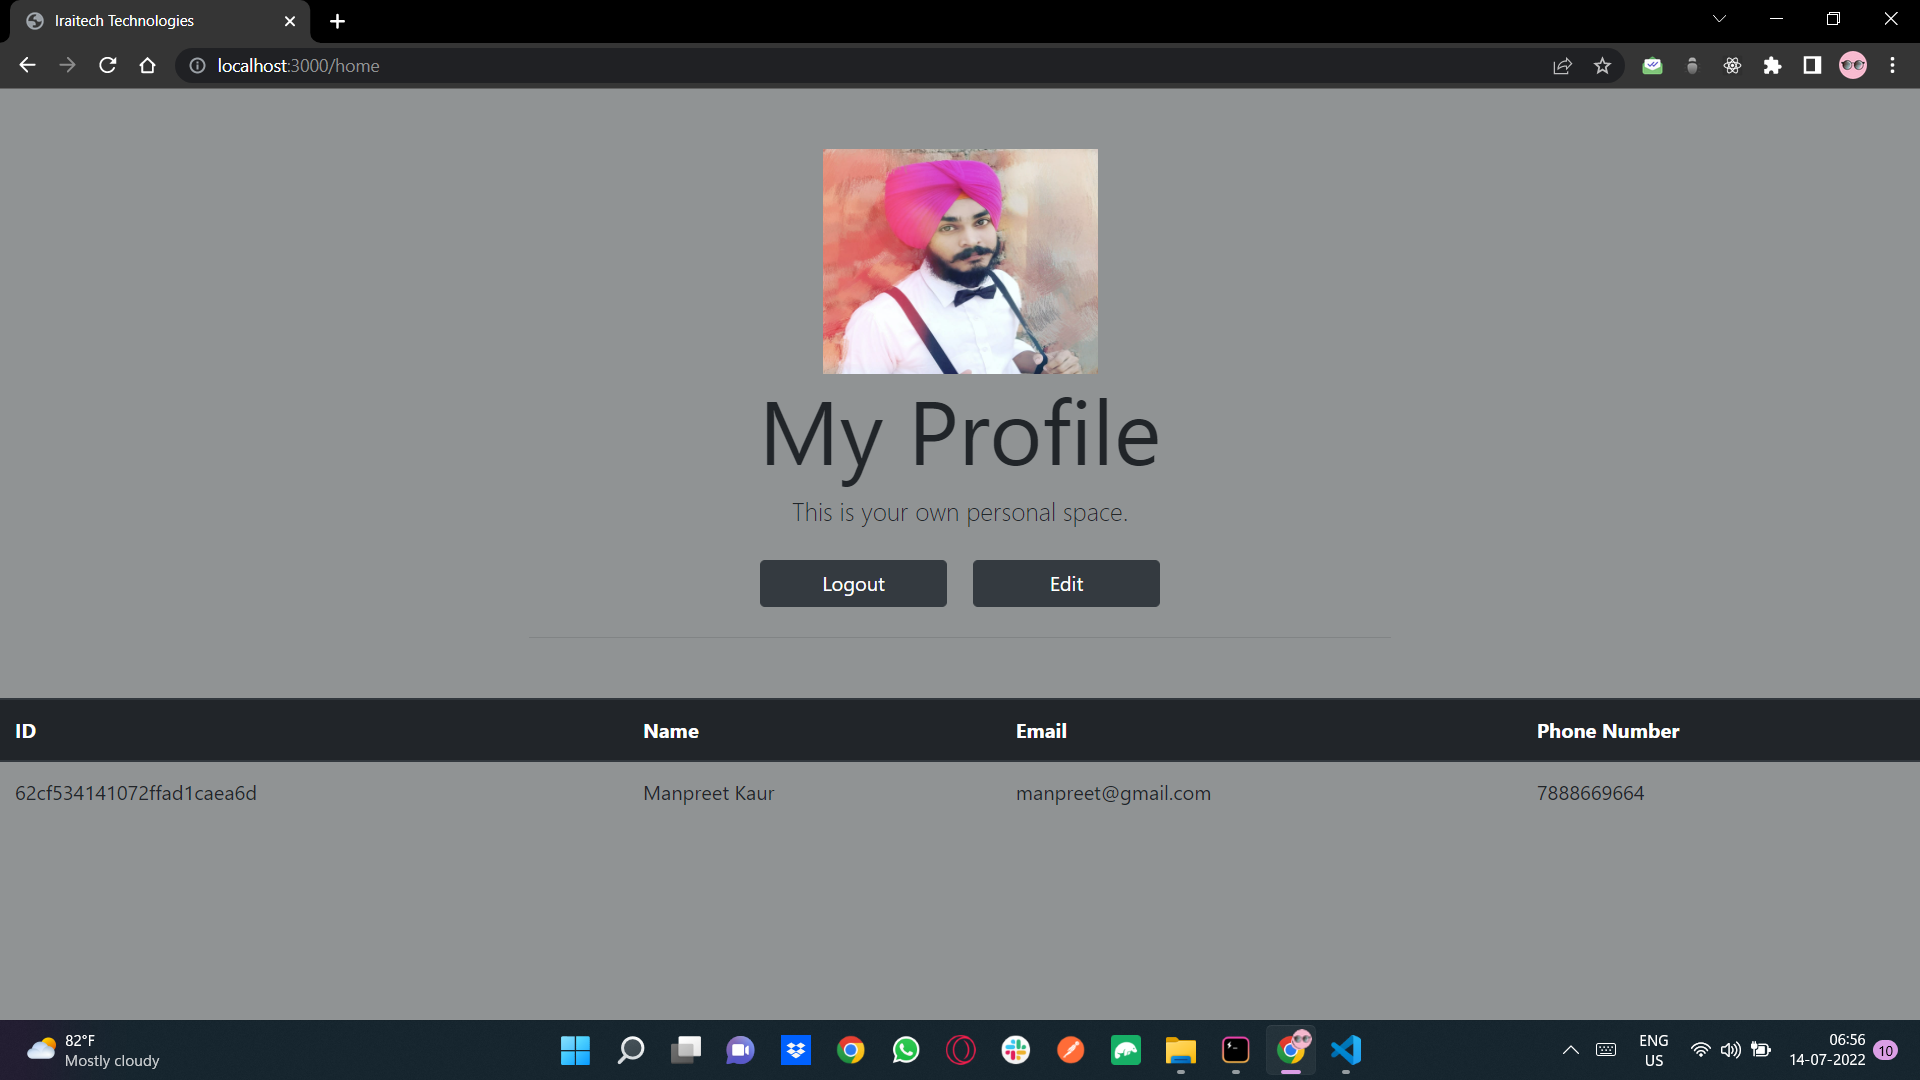 Iraitech Technologies
localhost:3000/home
My Profile
This is your own personal space.
Logout Edit
ID Name Email Phone Number
62cf534141072ffad1caea6d Manpreet Kaur manpreet@gmail.com 7888669664
82°F
Mostly cloudy
ENG
US
06:56
14-07-2022
10